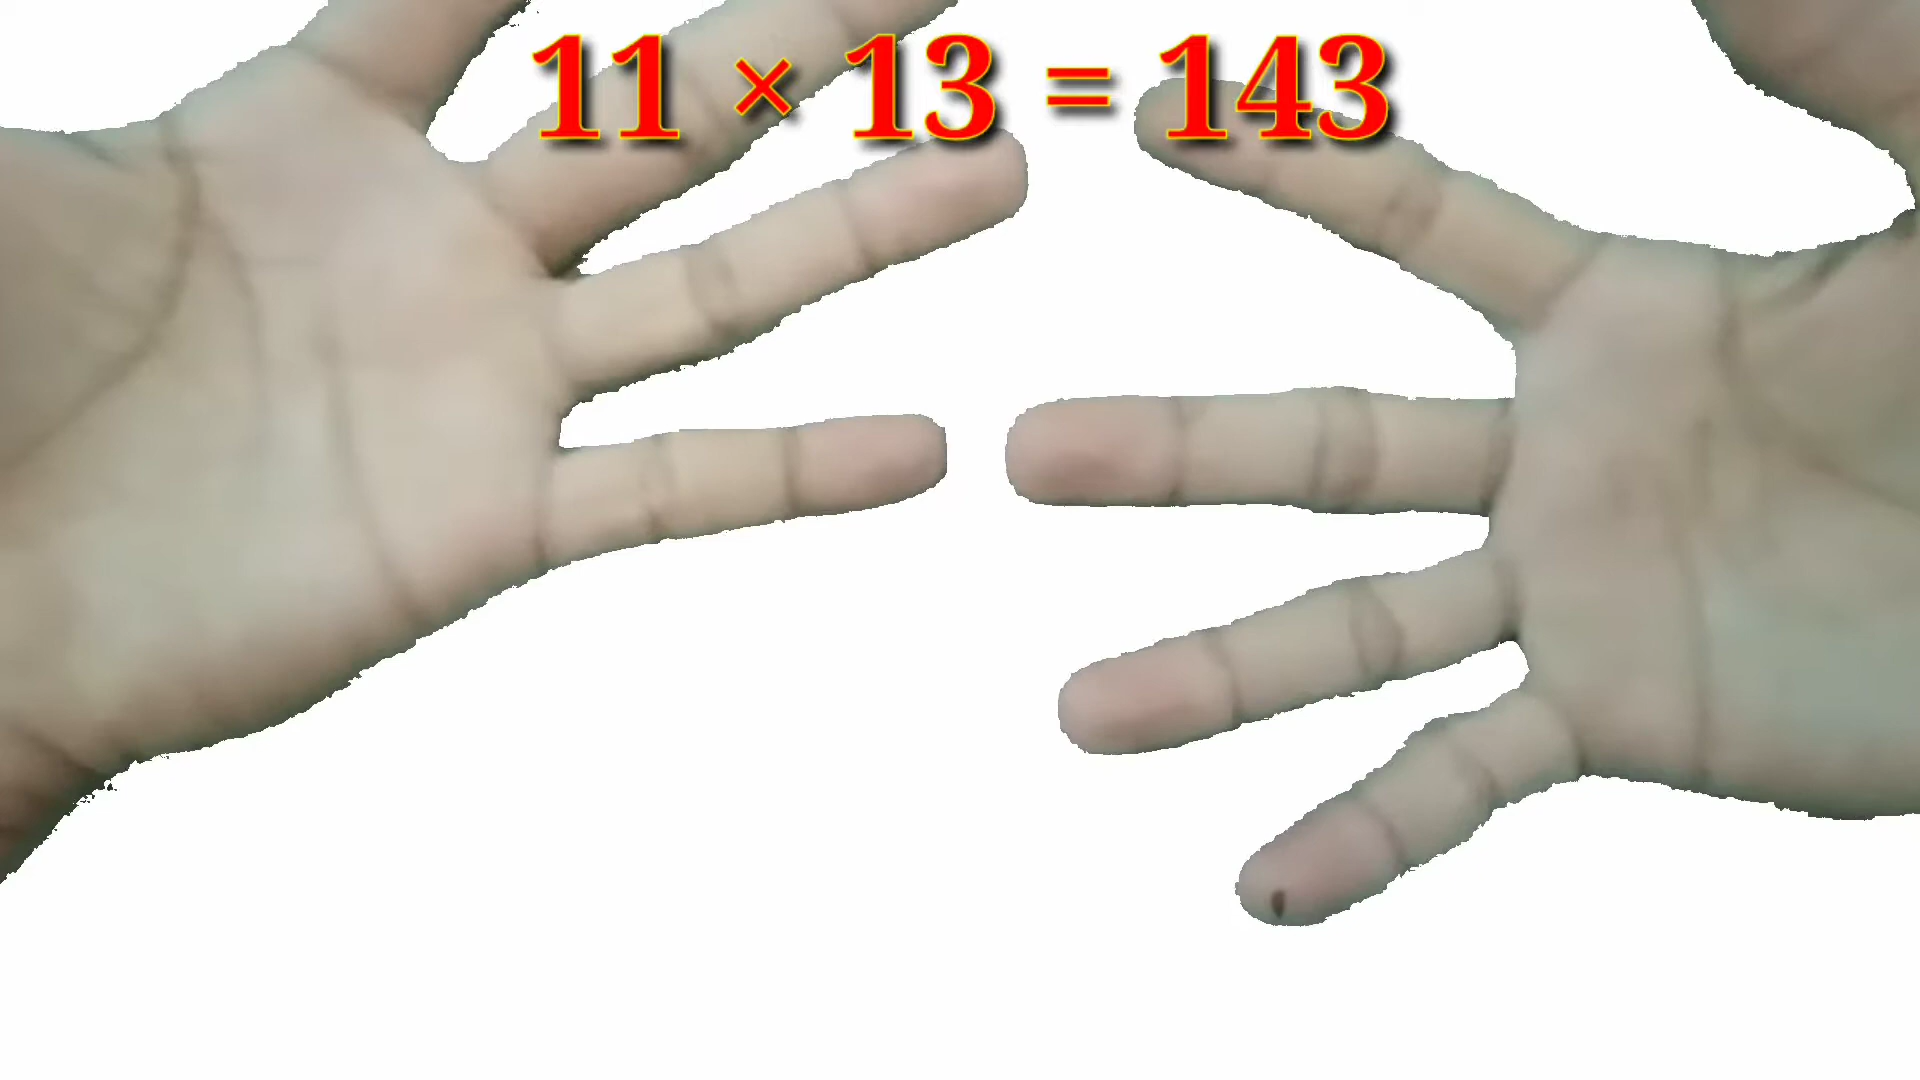 11 × 13 = 143